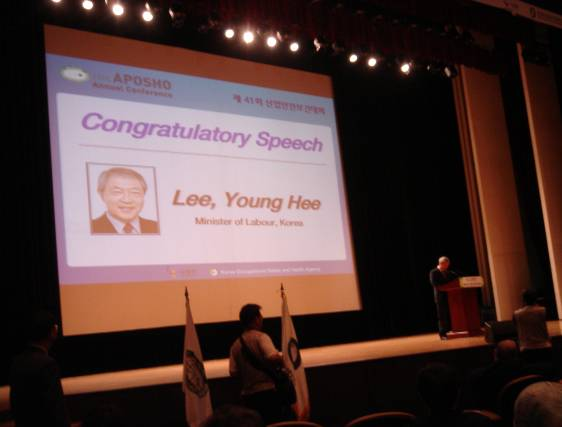 APOSHO
Annual Conference
제 41회 산업안전보건대회
Congratulatory Speech
Lee, Young Hee
Minister of Labour, Korea
Korea Occupational Safety and Health Agency